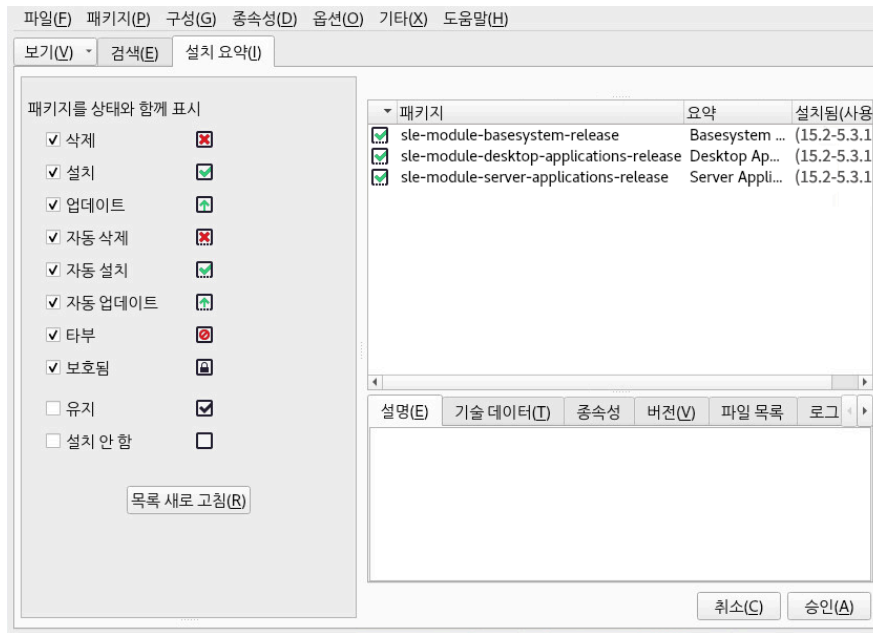 파일(F) 패키지(P) 구성(G) 종속성(D) 옵션(O) 기타(X) 도움말(H)
보기(V) 검색(E) 설치 요약(I)
패키지를 상태와 함께 표시
삭제
설치
업데이트
자동 삭제
자동 설치
자동 업데이트
타부
보호됨
유지
설치 안 함
목록 새로 고침(R)
패키지 요약 설치됨(사용
sle-module-basesystem-release Basesystem ... (15.2-5.3.1
sle-module-desktop-applications-release Desktop Ap... (15.2-5.3.1
sle-module-server-applications-release Server Appli... (15.2-5.3.1
설명(E) 기술 데이터(T) 종속성 버전(V) 파일 목록 로그
취소(C) 승인(A)